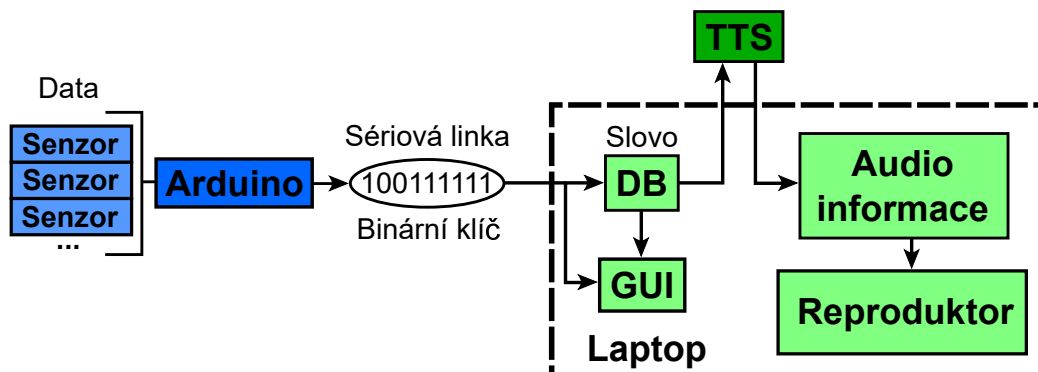 Data
Senzor
Senzor
Senzor
...
Arduino
Sériová linka
100111111
Binární klíč
TTS
Slovo
DB
GUI
Laptop
Audio
informace
Reproduktor